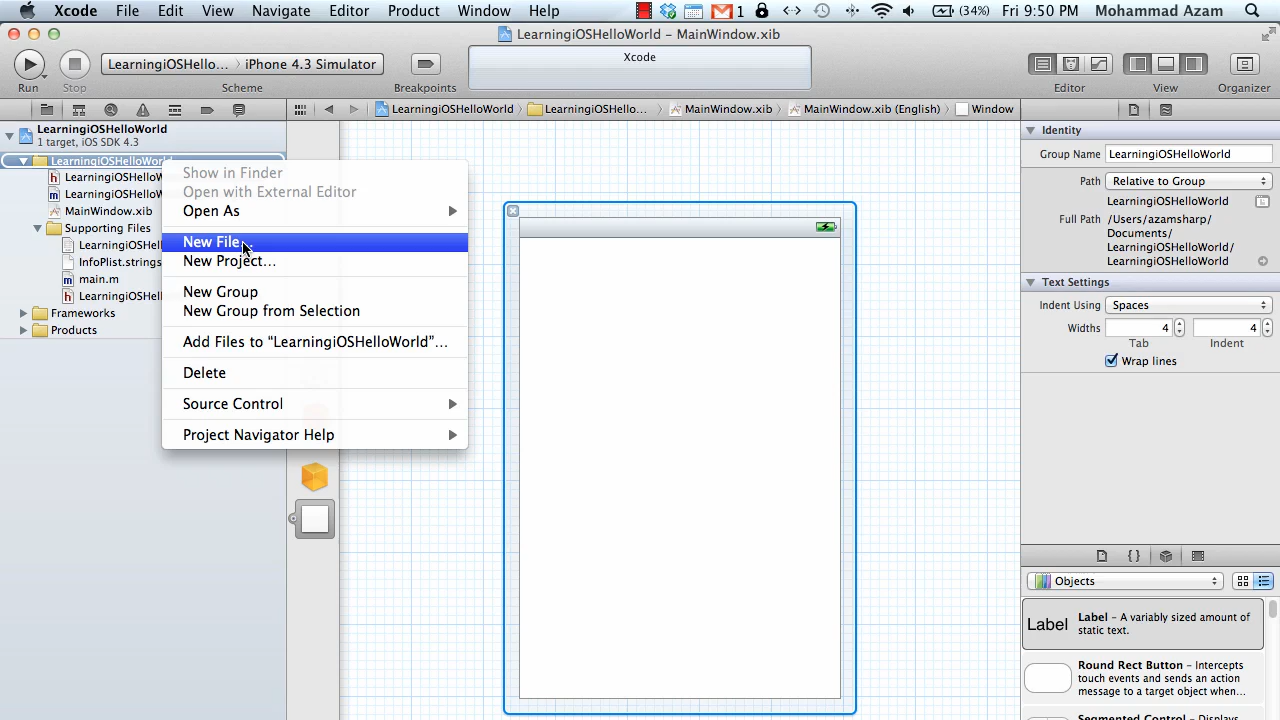 Xcode File Edit View Navigate Editor Product Window Help 1 (34%) Fri 9:50 PM Mohammad Azam
LearningiOSHelloWorld – MainWindow.xib
LearningiOSHello... iPhone 4.3 Simulator
Xcode
Run Stop Scheme Breakpoints Editor View Organizer
LearningiOSHelloWorld LearningiOSHello... MainWindow.xib MainWindow.xib (English) Window
LearningiOSHelloWorld
1 target, iOS SDK 4.3
LearningiOSHelloWorld
LearningiOSHelloW
LearningiOSHelloW
MainWindow.xib
Supporting Files
LearningiOSHell
InfoPlist.strings
main.m
LearningiOSHell
Frameworks
Products
Show in Finder
Open with External Editor
Open As
New File...
New Project...
New Group
New Group from Selection
Add Files to “LearningiOSHelloWorld”...
Delete
Source Control
Project Navigator Help
Identity
Group Name LearningiOSHelloWorld
Path Relative to Group
LearningiOSHelloWorld
Full Path /Users/azamsharp/
Documents/
LearningiOSHelloWorld/
LearningiOSHelloWorld
Text Settings
Indent Using Spaces
Widths 4 4
Tab Indent
Wrap lines
Objects
Label
Label – A variably sized amount of
static text.
Round Rect Button – Intercepts
touch events and sends an action
message to a target object when...
Segmented Control – Displays